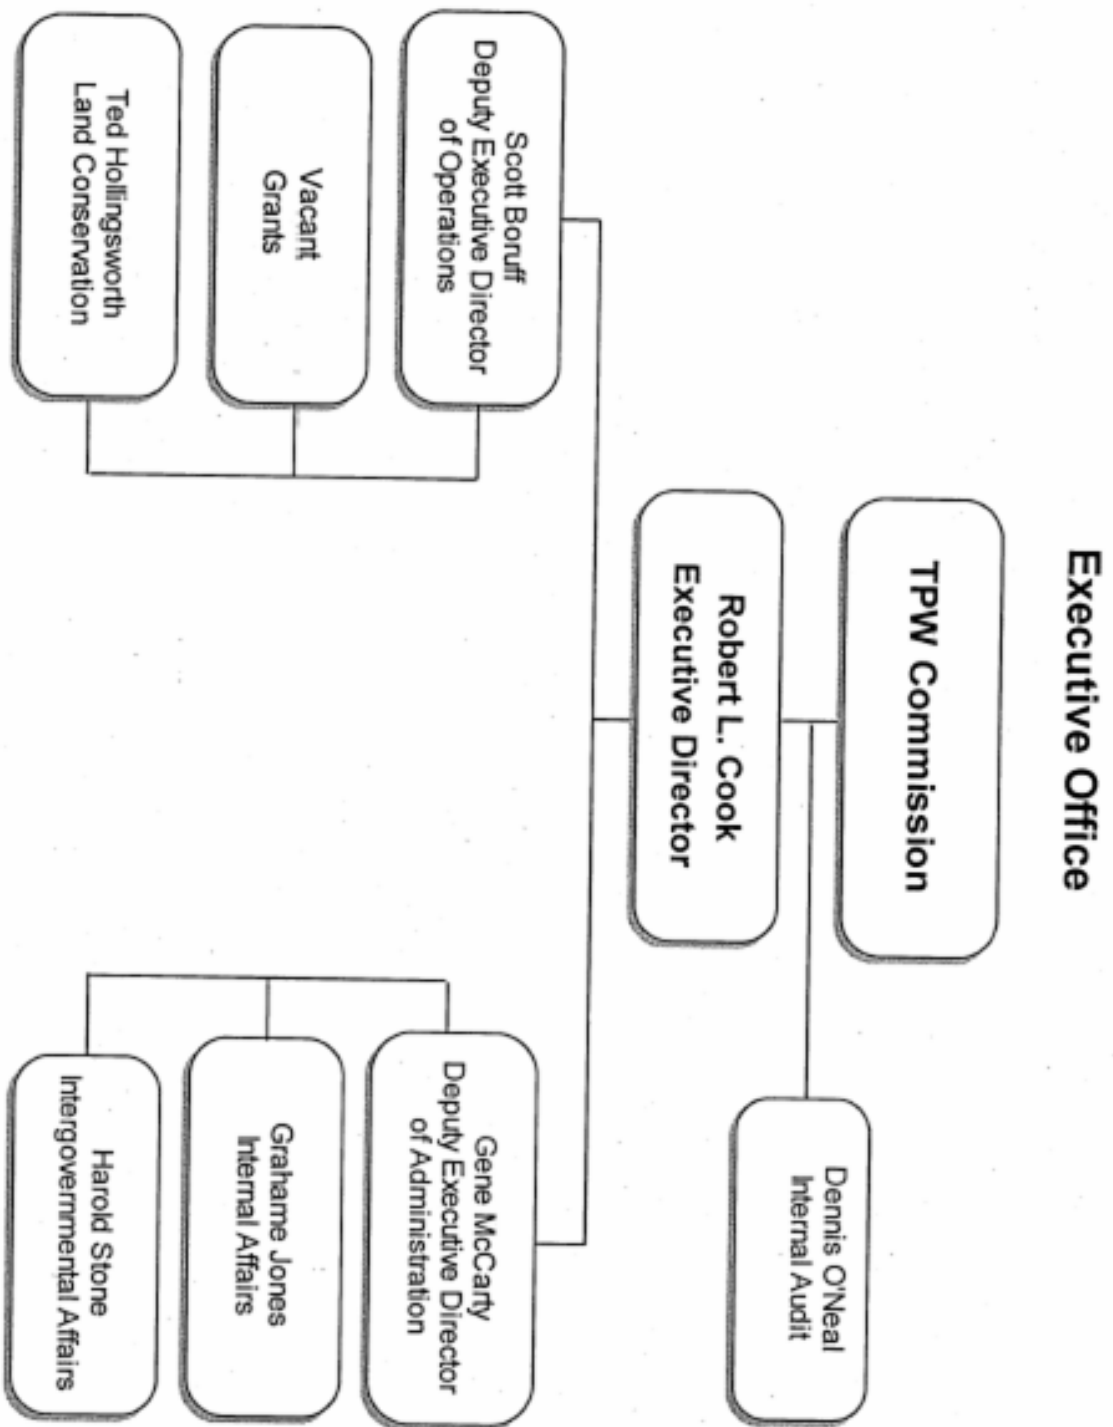 Executive Office
TPW Commission
Dennis O'Neal
Internal Audit
Robert L. Cook
Executive Director
Scott Boruff
Deputy Executive Director
of Operations
Gene McCarty
Deputy Executive Director
of Administration
Vacant
Grants
Grahame Jones
Internal Affairs
Ted Hollingsworth
Land Conservation
Harold Stone
Intergovernmental Affairs